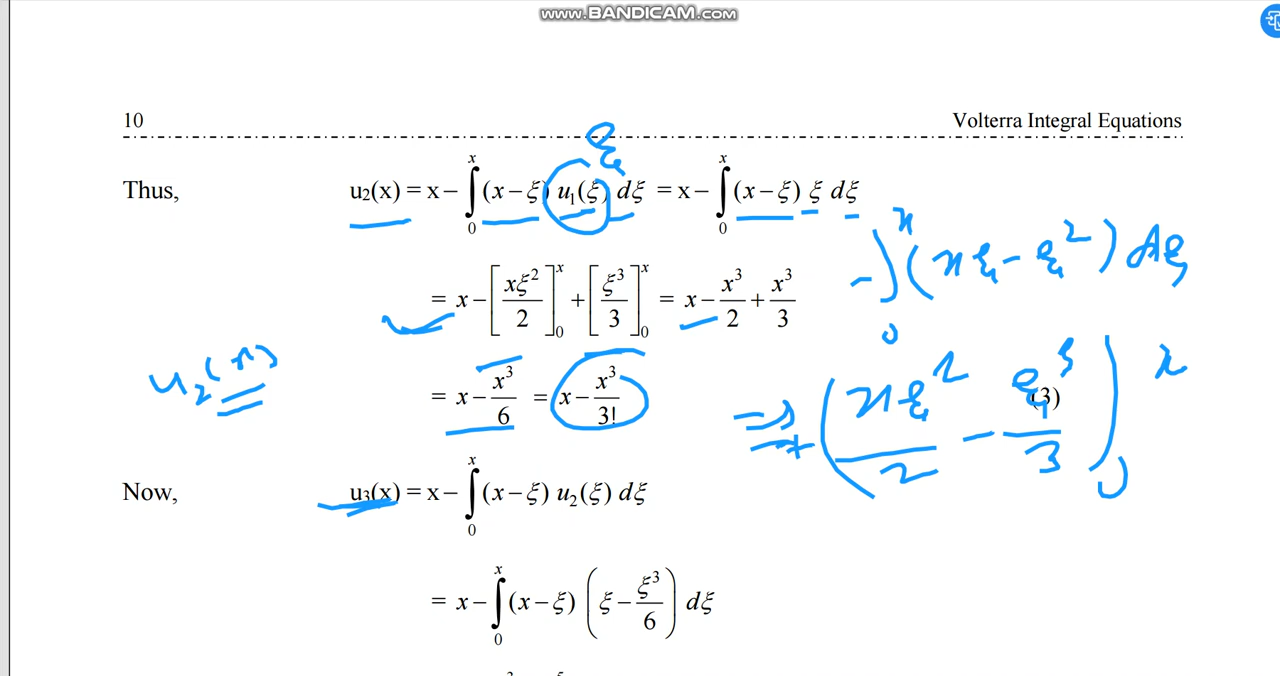 www.BANDICAM.com
10 Volterra Integral Equations
Thus, u₂(x) = x − ∫₀ˣ (x − ξ) u₁(ξ) dξ = x − ∫₀ˣ (x − ξ) ξ dξ
ξ
− ∫₀ˣ (xξ − ξ²) dξ
= x − [xξ²/2]₀ˣ + [ξ³/3]₀ˣ = x − x³/2 + x³/3
u₂(x)
= x − x³/6 = x − x³/3! (3)
(xξ²/2 − ξ³/3)₀ˣ
Now, u₃(x) = x − ∫₀ˣ (x − ξ) u₂(ξ) dξ
= x − ∫₀ˣ (x − ξ) (ξ − ξ³/6) dξ